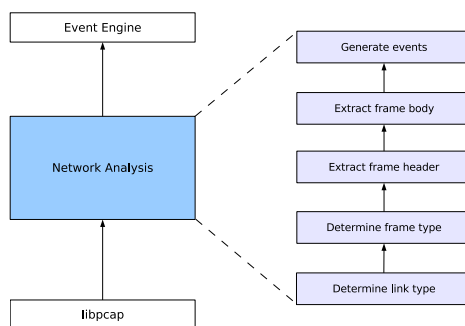 Event Engine
Network Analysis
libpcap
Generate events
Extract frame body
Extract frame header
Determine frame type
Determine link type